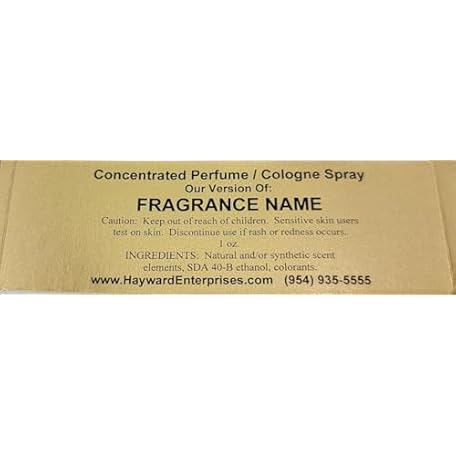 Concentrated Perfume / Cologne Spray
Our Version Of:
FRAGRANCE NAME
Caution: Keep out of reach of children. Sensitive skin users
test on skin. Discontinue use if rash or redness occurs.
1 oz.
INGREDIENTS: Natural and/or synthetic scent
elements, SDA 40-B ethanol, colorants.
www.HaywardEnterprises.com (954) 935-5555